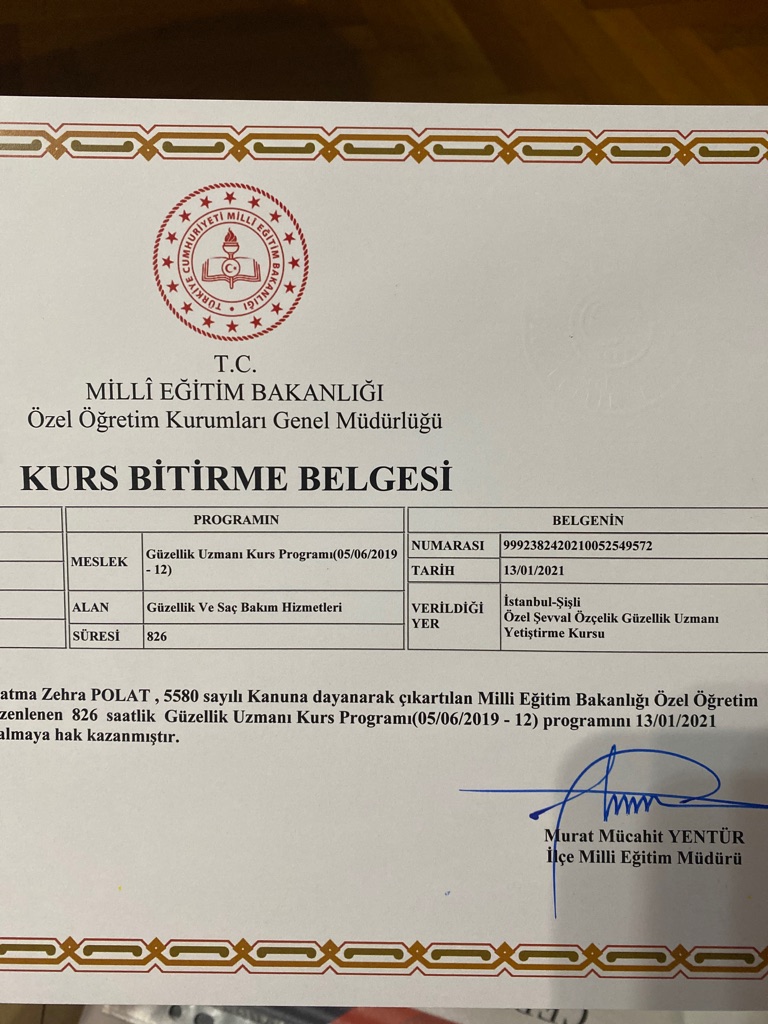 TÜRKİYE CUMHURİYETİ MİLLÎ EĞİTİM BAKANLIĞI
T.C.
MİLLÎ EĞİTİM BAKANLIĞI
Özel Öğretim Kurumları Genel Müdürlüğü
KURS BİTİRME BELGESİ
PROGRAMIN
MESLEK
Güzellik Uzmanı Kurs Programı(05/06/2019
- 12)
ALAN
Güzellik Ve Saç Bakım Hizmetleri
SÜRESİ
826
BELGENİN
NUMARASI
9992382420210052549572
TARİH
13/01/2021
VERİLDİĞİ
YER
İstanbul-Şişli
Özel Şevval Özçelik Güzellik Uzmanı
Yetiştirme Kursu
atma Zehra POLAT , 5580 sayılı Kanuna dayanarak çıkartılan Milli Eğitim Bakanlığı Özel Öğretim
zenlenen 826 saatlik Güzellik Uzmanı Kurs Programı(05/06/2019 - 12) programını 13/01/2021
almaya hak kazanmıştır.
Murat Mücahit YENTÜR
İlçe Milli Eğitim Müdürü